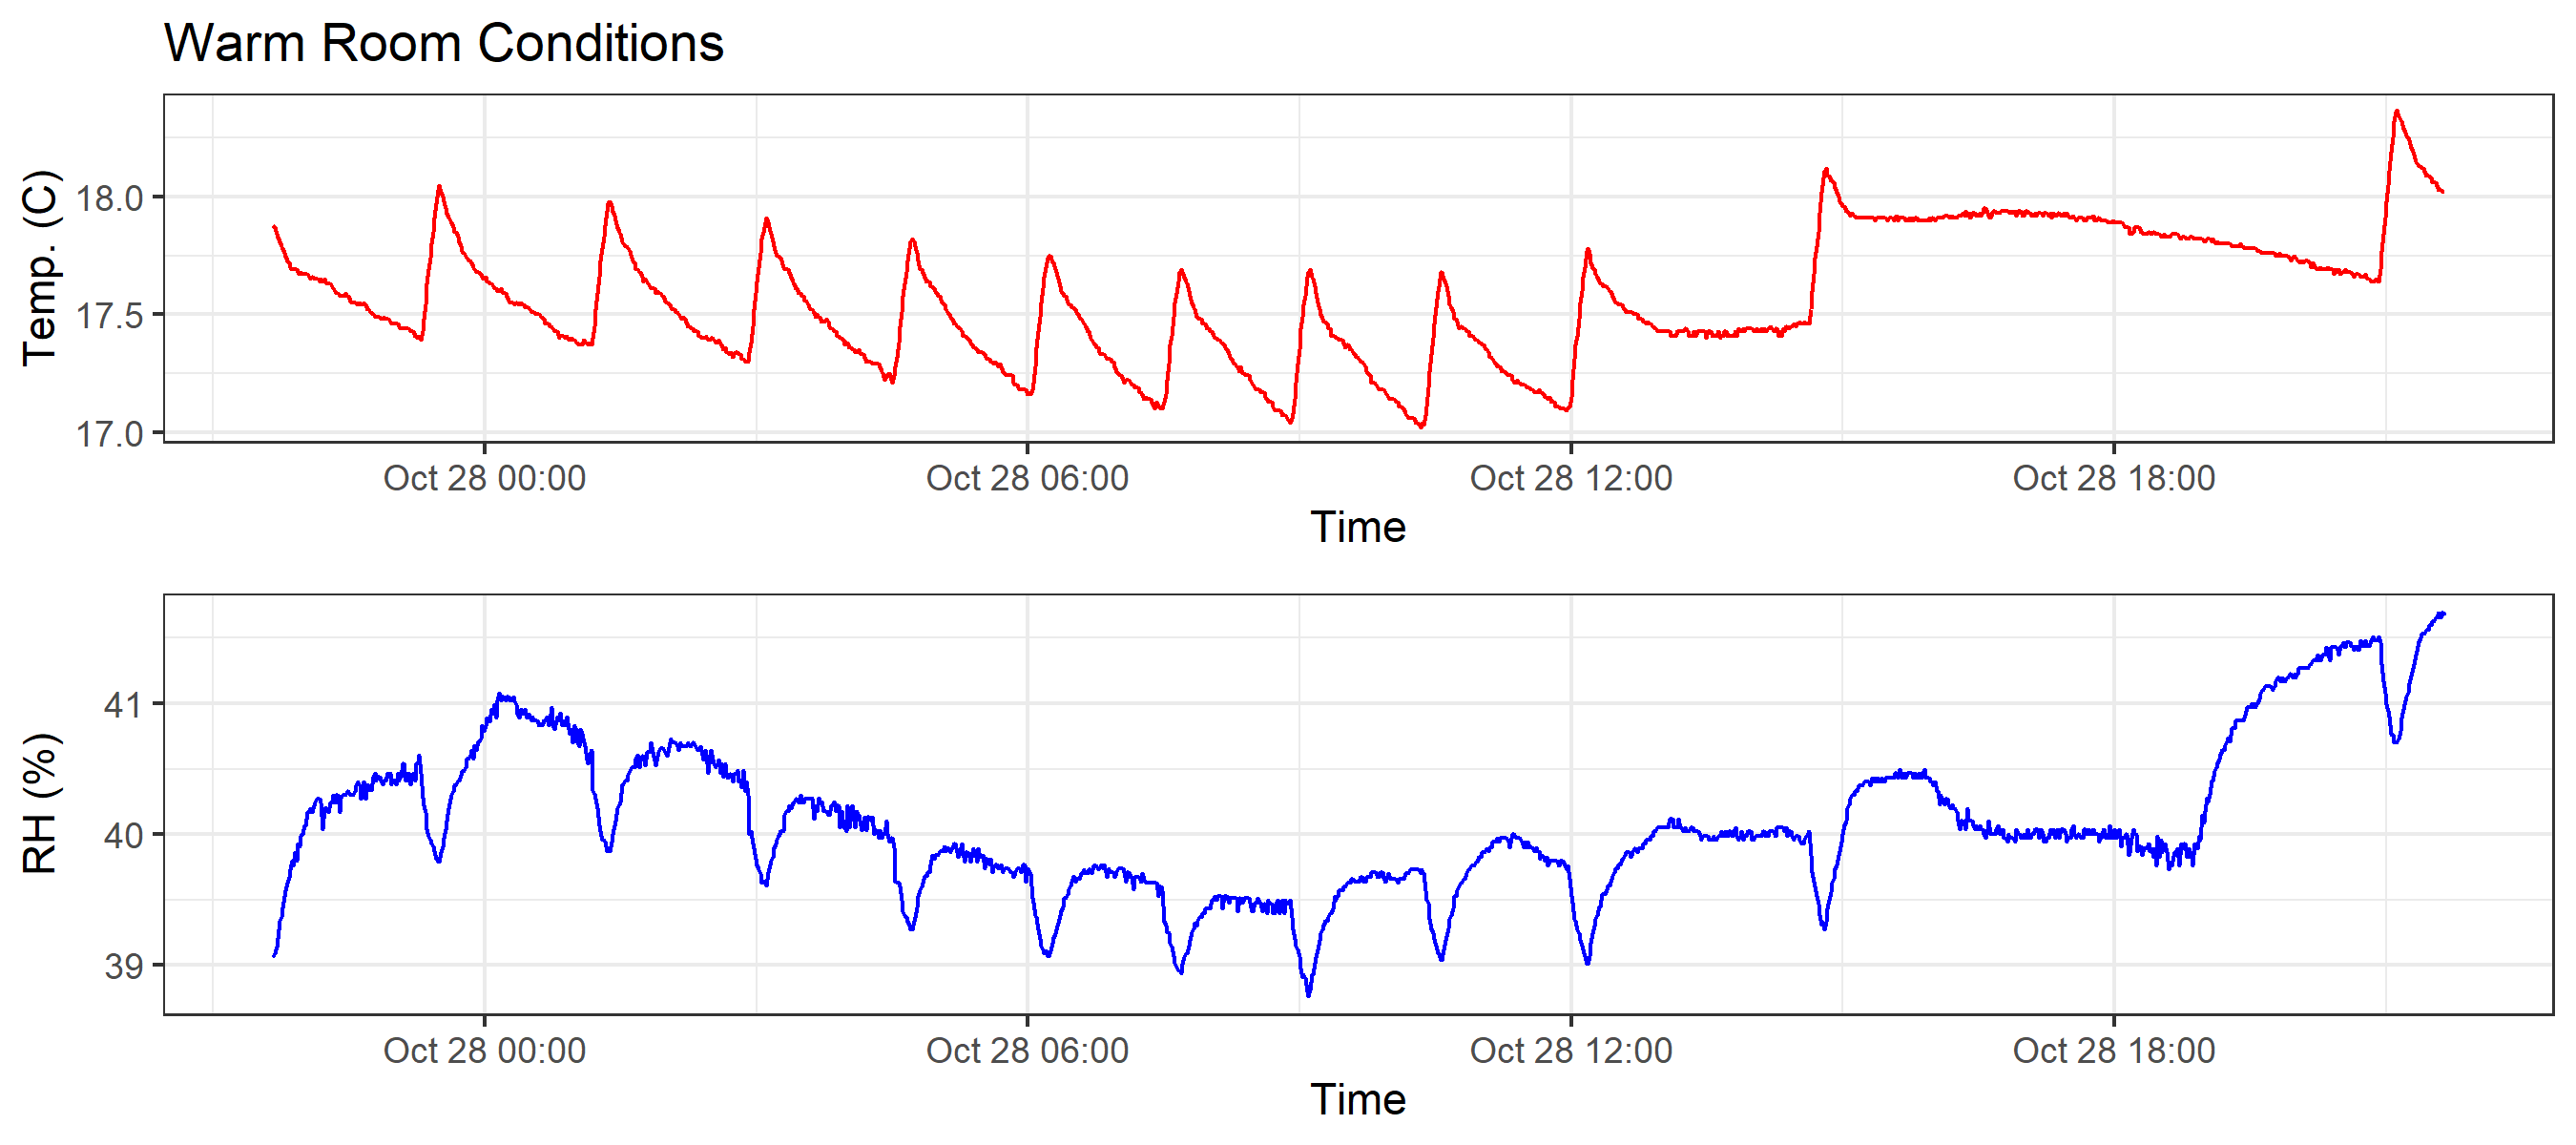 Warm Room Conditions
Temp. (C)
18.0
17.5
17.0
Oct 28 00:00 Oct 28 06:00 Oct 28 12:00 Oct 28 18:00
Time
RH (%)
41
40
39
Oct 28 00:00 Oct 28 06:00 Oct 28 12:00 Oct 28 18:00
Time